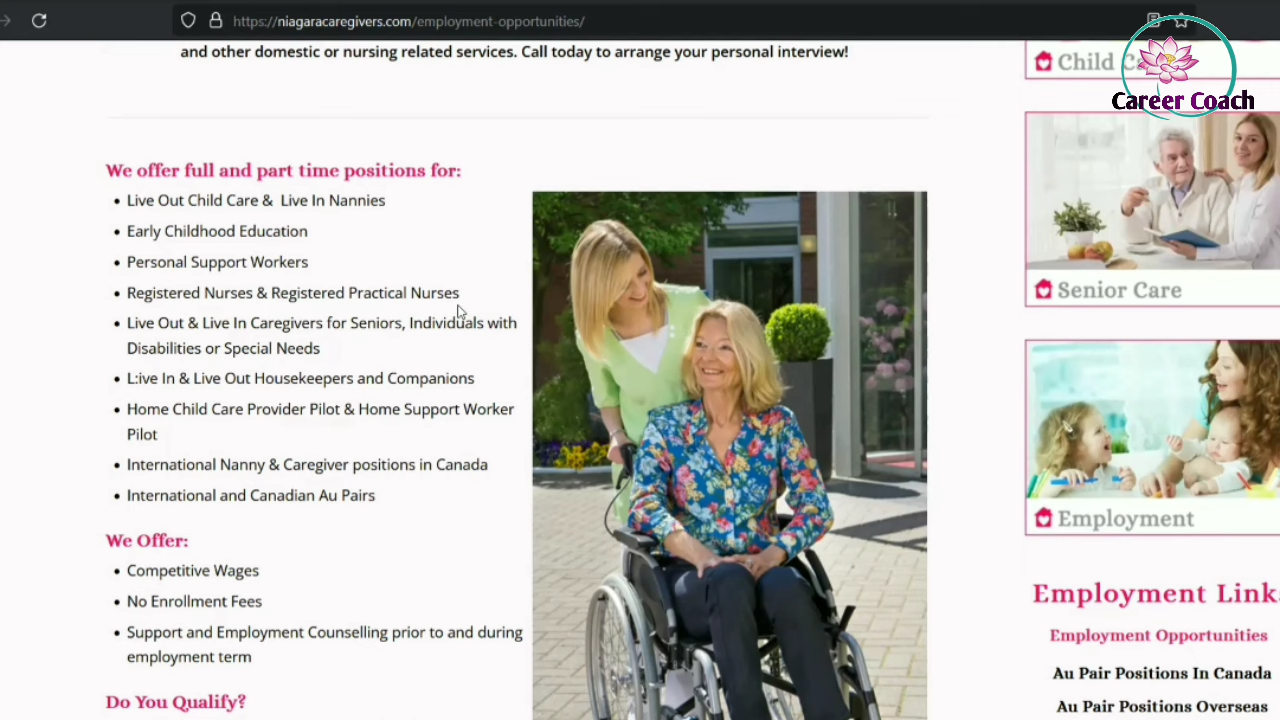 https://niagaracaregivers.com/employment-opportunities/
and other domestic or nursing related services. Call today to arrange your personal interview!
Career Coach
We offer full and part time positions for:
Live Out Child Care & Live In Nannies
Early Childhood Education
Personal Support Workers
Registered Nurses & Registered Practical Nurses
Live Out & Live In Caregivers for Seniors, Individuals with
Disabilities or Special Needs
L:ive In & Live Out Housekeepers and Companions
Home Child Care Provider Pilot & Home Support Worker
Pilot
International Nanny & Caregiver positions in Canada
International and Canadian Au Pairs
We Offer:
Competitive Wages
No Enrollment Fees
Support and Employment Counselling prior to and during
employment term
Do You Qualify?
Child
Senior Care
Employment
Employment
Employment Opportunities
Au Pair Positions In Canada
Au Pair Positions Overseas